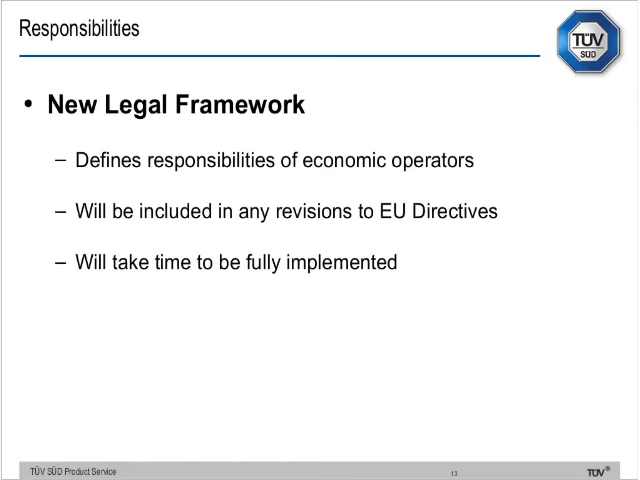 Responsibilities
TÜV
SÜD
• New Legal Framework
– Defines responsibilities of economic operators
– Will be included in any revisions to EU Directives
– Will take time to be fully implemented
TÜV SÜD Product Service
13
TÜV®